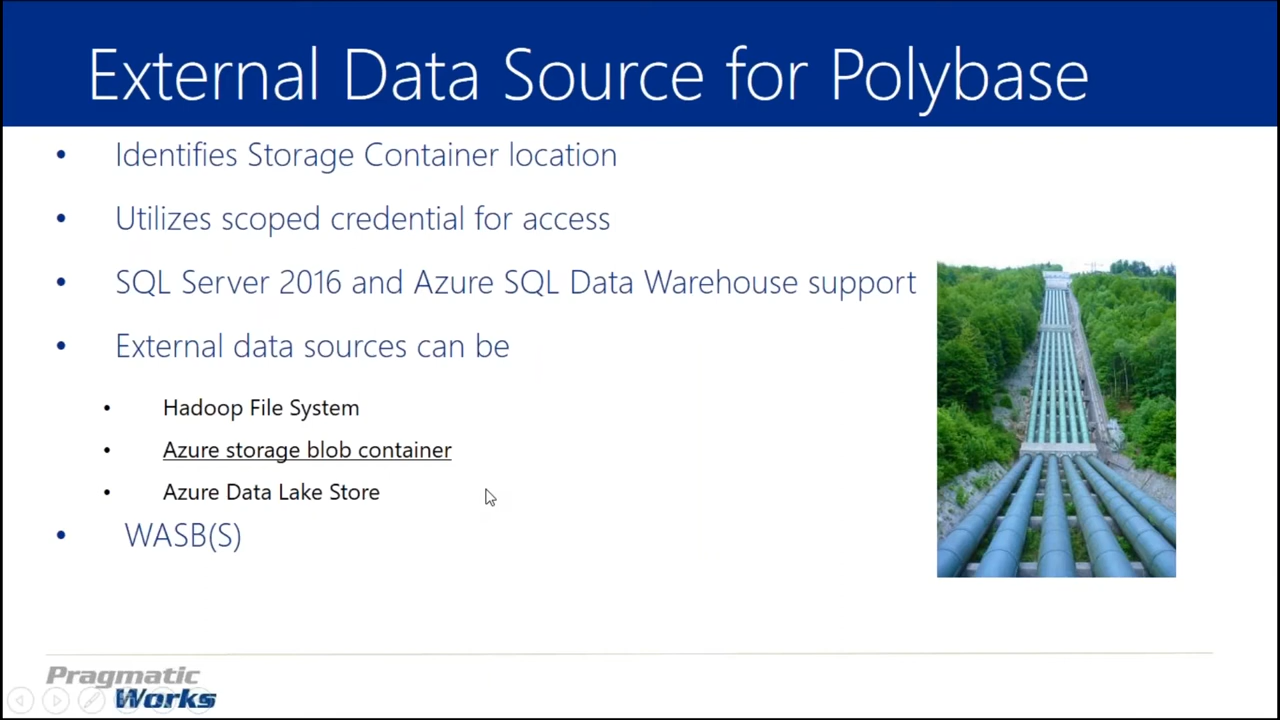 External Data Source for Polybase
• Identifies Storage Container location
• Utilizes scoped credential for access
• SQL Server 2016 and Azure SQL Data Warehouse support
• External data sources can be
• Hadoop File System
• Azure storage blob container
• Azure Data Lake Store
• WASB(S)
Pragmatic
Works